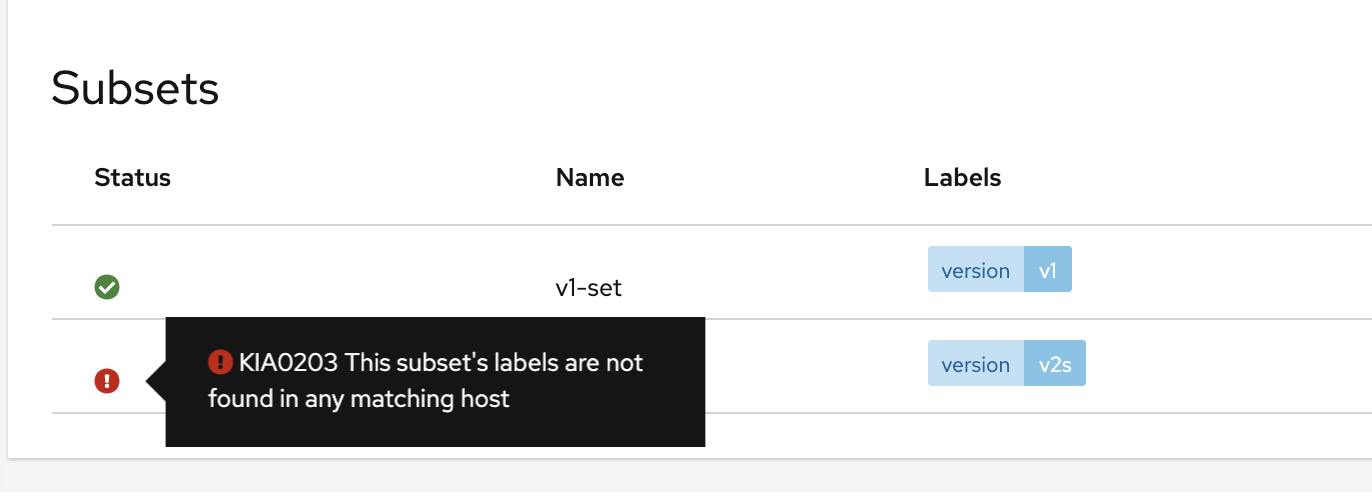 Subsets
Status Name Labels
v1-set version v1
KIA0203 This subset's labels are not
found in any matching host
version v2s